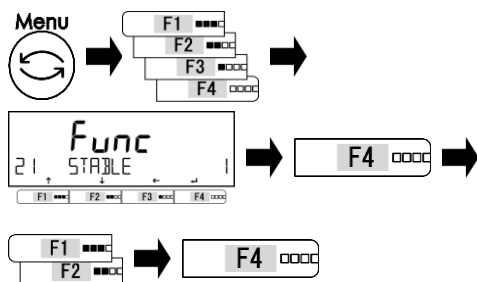 Menu
F1
F2
F3
F4
Func
21 STABLE 1
↑ ↓ ← ↵
F1 F2 F3 F4
F4
F1
F2
F4